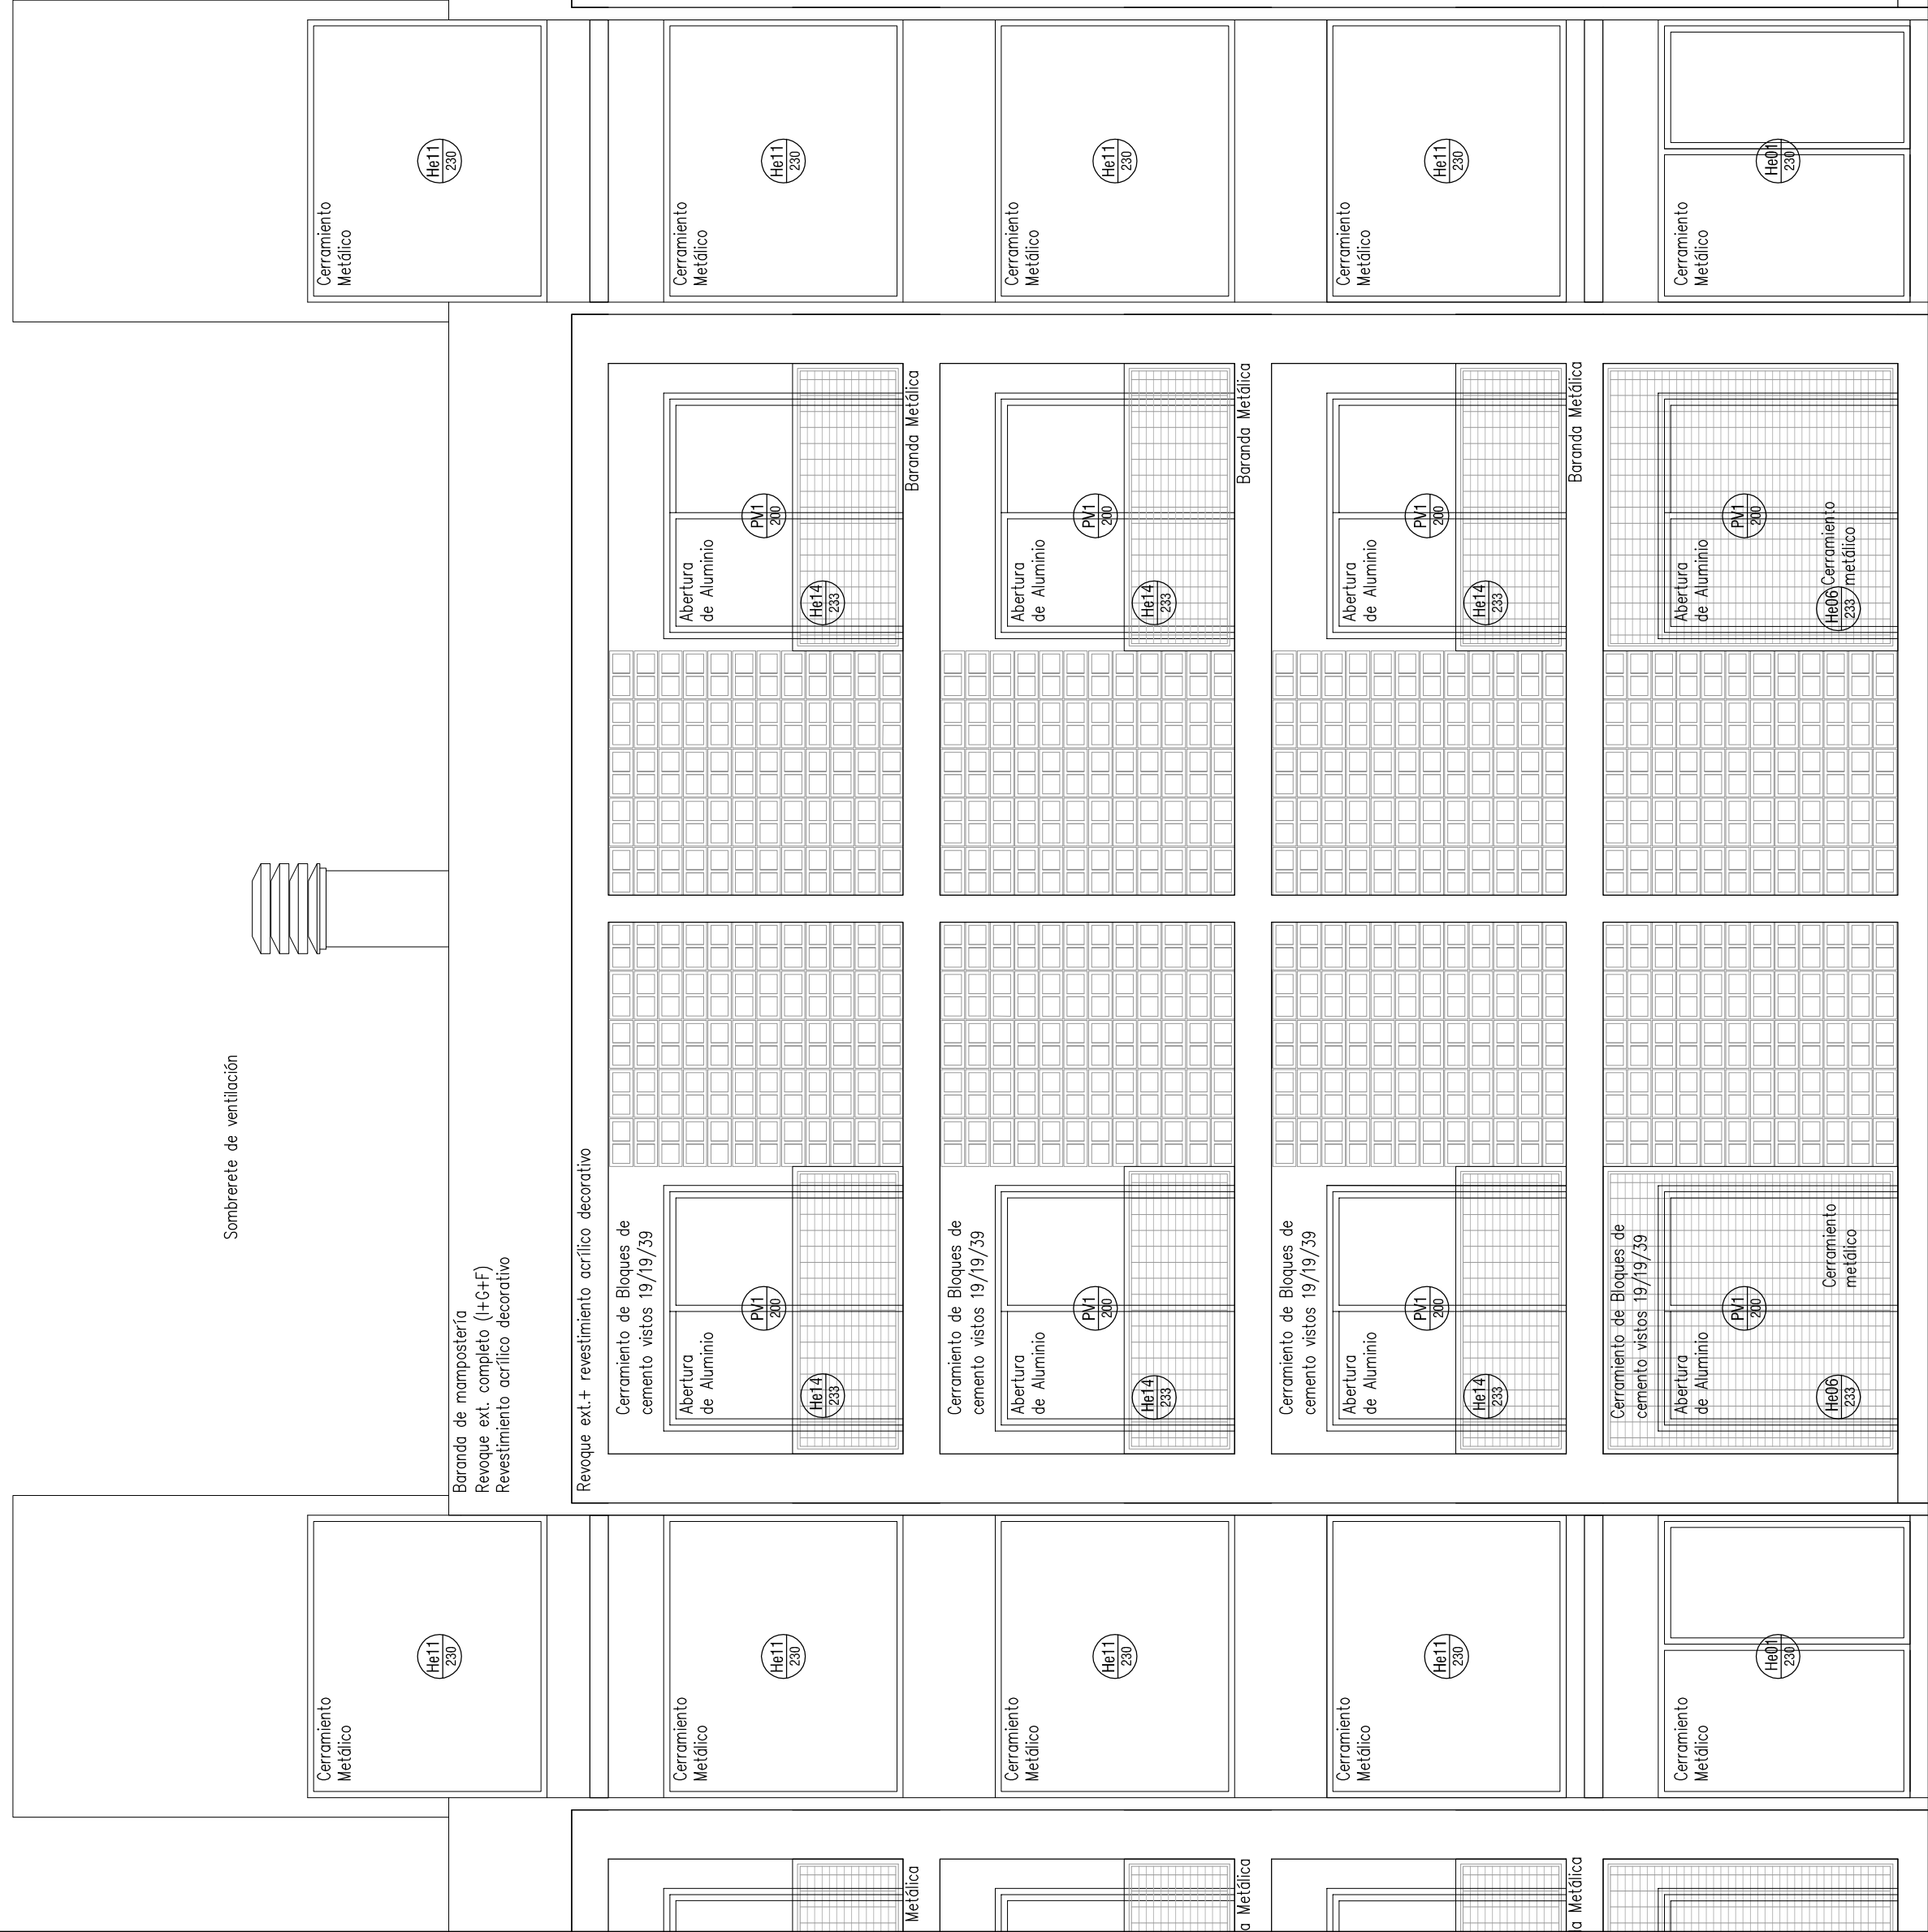 Sombrerete de ventilación
Cerramiento
Metálico
He11
230
Cerramiento
Metálico
He11
230
Baranda de mampostería
Revoque ext. completo (I+G+F)
Revestimiento acrílico decorativo
Revoque ext.+ revestimiento acrílico decorativo
Metálica
Cerramiento
Metálico
He11
230
Cerramiento de Bloques de
cemento vistos 19/19/39
Abertura
de Aluminio
PV1
200
He14
233
Abertura
de Aluminio
PV1
200
He14
233
Baranda Metálica
Cerramiento
Metálico
He11
230
a Metálica
Cerramiento
Metálico
He11
230
Cerramiento de Bloques de
cemento vistos 19/19/39
Abertura
de Aluminio
PV1
200
He14
233
Abertura
de Aluminio
PV1
200
He14
233
Baranda Metálica
Cerramiento
Metálico
He11
230
a Metálica
Cerramiento
Metálico
He11
230
Cerramiento de Bloques de
cemento vistos 19/19/39
Abertura
de Aluminio
PV1
200
He14
233
Abertura
de Aluminio
PV1
200
He14
233
Baranda Metálica
Cerramiento
Metálico
He11
230
Cerramiento
Metálico
He01
230
Cerramiento de Bloques de
cemento vistos 19/19/39
Abertura
de Aluminio
PV1
200
He06
233
Cerramiento
metálico
Abertura
de Aluminio
PV1
200
He06
233
Cerramiento
metálico
Cerramiento
Metálico
He01
230